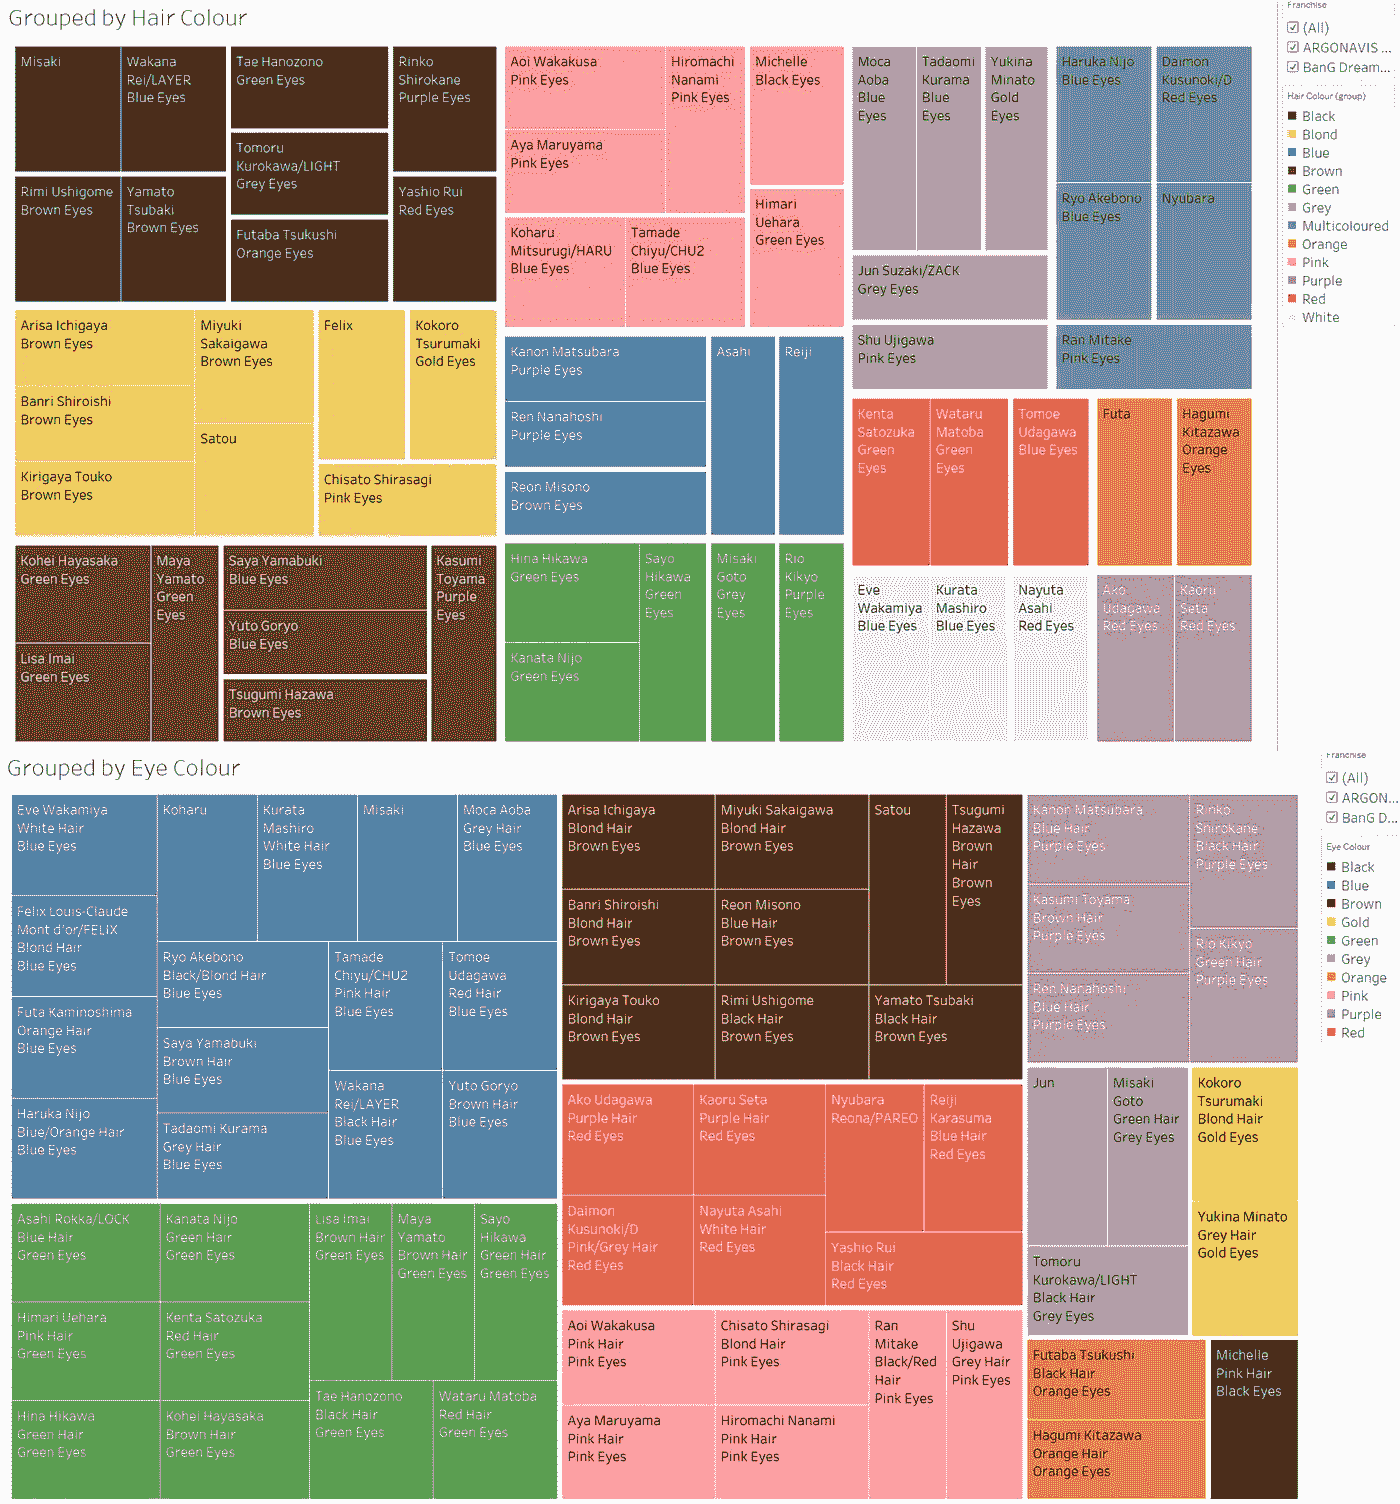 Grouped by Hair Colour
Misaki
Wakana
Rei/LAYER
Blue Eyes
Rimi Ushigome
Brown Eyes
Yamato
Tsubaki
Brown Eyes
Tae Hanozono
Green Eyes
Tomoru
Kurokawa/LIGHT
Grey Eyes
Futaba Tsukushi
Orange Eyes
Rinko
Shirokane
Purple Eyes
Yashio Rui
Red Eyes
Arisa Ichigaya
Brown Eyes
Banri Shiroishi
Brown Eyes
Kirigaya Touko
Brown Eyes
Miyuki
Sakaigawa
Brown Eyes
Satou
Felix
Kokoro
Tsurumaki
Gold Eyes
Chisato Shirasagi
Pink Eyes
Kohei Hayasaka
Green Eyes
Lisa Imai
Green Eyes
Maya
Yamato
Green
Eyes
Saya Yamabuki
Blue Eyes
Yuto Goryo
Blue Eyes
Tsugumi Hazawa
Brown Eyes
Kasumi
Toyama
Purple
Eyes
Aoi Wakakusa
Pink Eyes
Aya Maruyama
Pink Eyes
Hiromachi
Nanami
Pink Eyes
Koharu
Mitsurugi/HARU
Blue Eyes
Tamade
Chiyu/CHU2
Blue Eyes
Michelle
Black Eyes
Himari
Uehara
Green Eyes
Kanon Matsubara
Purple Eyes
Ren Nanahoshi
Purple Eyes
Reon Misono
Brown Eyes
Asahi
Reiji
Hina Hikawa
Green Eyes
Kanata Nijo
Green Eyes
Sayo
Hikawa
Green
Eyes
Misaki
Goto
Grey
Eyes
Rio
Kikyo
Purple
Eyes
Moca
Aoba
Blue
Eyes
Tadaomi
Kurama
Blue
Eyes
Yukina
Minato
Gold
Eyes
Jun Suzaki/ZACK
Grey Eyes
Shu Ujigawa
Pink Eyes
Haruka Nijo
Blue Eyes
Daimon
Kusunoki/D
Red Eyes
Ryo Akebono
Blue Eyes
Nyubara
Ran Mitake
Pink Eyes
Kenta
Satozuka
Green
Eyes
Wataru
Matoba
Green
Eyes
Tomoe
Udagawa
Blue Eyes
Futa
Hagumi
Kitazawa
Orange
Eyes
Eve
Wakamiya
Blue Eyes
Kurata
Mashiro
Blue Eyes
Nayuta
Asahi
Red Eyes
Ako
Udagawa
Red Eyes
Kaoru
Seta
Red Eyes
Franchise
(All)
ARGONAVIS ...
BanG Dream...
Hair Colour (group)
Black
Blond
Blue
Brown
Green
Grey
Multicoloured
Orange
Pink
Purple
Red
White
Grouped by Eye Colour
Eve Wakamiya
White Hair
Blue Eyes
Felix Louis-Claude
Mont d'or/FELIX
Blond Hair
Blue Eyes
Futa Kaminoshima
Orange Hair
Blue Eyes
Haruka Nijo
Blue/Orange Hair
Blue Eyes
Koharu
Kurata
Mashiro
White Hair
Blue Eyes
Misaki
Moca Aoba
Grey Hair
Blue Eyes
Ryo Akebono
Black/Blond Hair
Blue Eyes
Saya Yamabuki
Brown Hair
Blue Eyes
Tadaomi Kurama
Grey Hair
Blue Eyes
Tamade
Chiyu/CHU2
Pink Hair
Blue Eyes
Tomoe
Udagawa
Red Hair
Blue Eyes
Wakana
Rei/LAYER
Black Hair
Blue Eyes
Yuto Goryo
Brown Hair
Blue Eyes
Asahi Rokka/LOCK
Blue Hair
Green Eyes
Himari Uehara
Pink Hair
Green Eyes
Hina Hikawa
Green Hair
Green Eyes
Kanata Nijo
Green Hair
Green Eyes
Kenta Satozuka
Red Hair
Green Eyes
Kohei Hayasaka
Brown Hair
Green Eyes
Lisa Imai
Brown Hair
Green Eyes
Maya
Yamato
Brown Hair
Green Eyes
Sayo
Hikawa
Green Hair
Green Eyes
Tae Hanozono
Black Hair
Green Eyes
Wataru Matoba
Red Hair
Green Eyes
Arisa Ichigaya
Blond Hair
Brown Eyes
Banri Shiroishi
Blond Hair
Brown Eyes
Kirigaya Touko
Blond Hair
Brown Eyes
Miyuki Sakaigawa
Blond Hair
Brown Eyes
Reon Misono
Blue Hair
Brown Eyes
Rimi Ushigome
Black Hair
Brown Eyes
Satou
Tsugumi
Hazawa
Brown
Hair
Brown
Eyes
Yamato Tsubaki
Black Hair
Brown Eyes
Ako Udagawa
Purple Hair
Red Eyes
Daimon
Kusunoki/D
Pink/Grey Hair
Red Eyes
Kaoru Seta
Purple Hair
Red Eyes
Nayuta Asahi
White Hair
Red Eyes
Nyubara
Reona/PAREO
Reiji
Karasuma
Blue Hair
Red Eyes
Yashio Rui
Black Hair
Red Eyes
Aoi Wakakusa
Pink Hair
Pink Eyes
Aya Maruyama
Pink Hair
Pink Eyes
Chisato Shirasagi
Blond Hair
Pink Eyes
Hiromachi Nanami
Pink Hair
Pink Eyes
Ran
Mitake
Black/Red
Hair
Pink Eyes
Shu
Ujigawa
Grey Hair
Pink Eyes
Kanon Matsubara
Blue Hair
Purple Eyes
Kasumi Toyama
Brown Hair
Purple Eyes
Ren Nanahoshi
Blue Hair
Purple Eyes
Rinko
Shirokane
Black Hair
Purple Eyes
Rio Kikyo
Green Hair
Purple Eyes
Jun
Misaki
Goto
Green Hair
Grey Eyes
Tomoru
Kurokawa/LIGHT
Black Hair
Grey Eyes
Kokoro
Tsurumaki
Blond Hair
Gold Eyes
Yukina Minato
Grey Hair
Gold Eyes
Futaba Tsukushi
Black Hair
Orange Eyes
Hagumi Kitazawa
Orange Hair
Orange Eyes
Michelle
Pink Hair
Black Eyes
Franchise
(All)
ARGON...
BanG D...
Eye Colour
Black
Blue
Brown
Gold
Green
Grey
Orange
Pink
Purple
Red